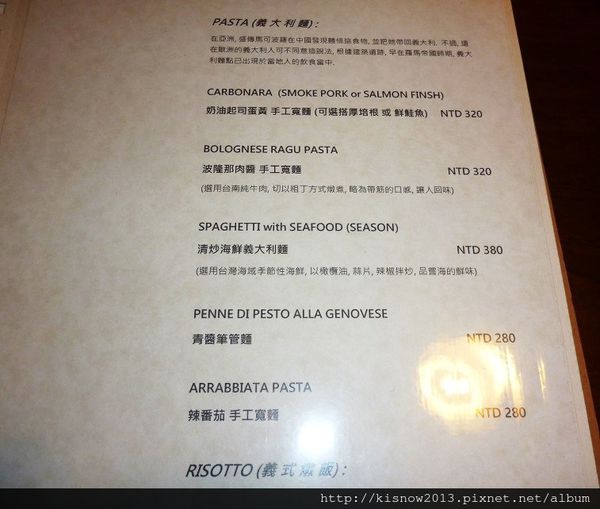 PASTA (義大利麵) :
在亞洲, 盛傳馬可波羅在中國發現麵條這食物, 並把她帶回義大利. 不過, 遠
在歐洲的義大利人可不同意這說法, 根據建築遺跡, 早在羅馬帝國時期, 義大
利麵點已出現於當地人的飲食當中.
CARBONARA (SMOKE PORK or SALMON FINSH)
奶油起司蛋黃 手工寬麵 (可選搭厚培根 或 鮮鮭魚) NTD 320
BOLOGNESE RAGU PASTA
波隆那肉醬 手工寬麵 NTD 320
(選用台南純牛肉, 切以粗丁方式燉煮, 略為帶筋的口感, 讓人回味)
SPAGHETTI with SEAFOOD (SEASON)
清炒海鮮義大利麵 NTD 380
(選用台灣海域季節性海鮮, 以橄欖油, 蒜片, 辣椒拌炒, 品嘗海的鮮味)
PENNE DI PESTO ALLA GENOVESE
青醬筆管麵 NTD 280
ARRABBIATA PASTA
辣番茄 手工寬麵 NTD 280
RISOTTO (義式燉飯) :
http://kisnow2013.pixnet.net/album